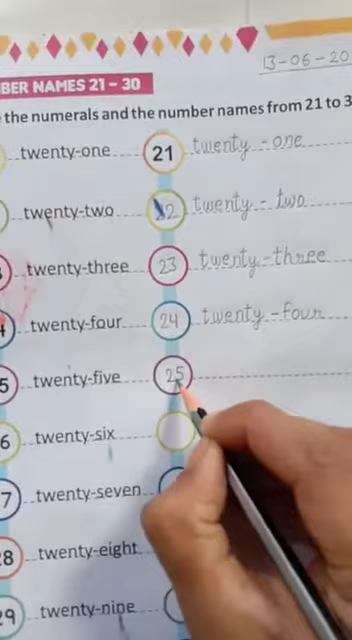 13-06-20
BER NAMES 21 – 30
the numerals and the number names from 21 to 3
twenty-one 21 twenty-one
twenty-two 22 twenty-two
twenty-three 23 twenty-three
4 twenty-four 24 twenty-four
5 twenty-five 25
6 twenty-six
7 twenty-seven
28 twenty-eight
29 twenty-nine